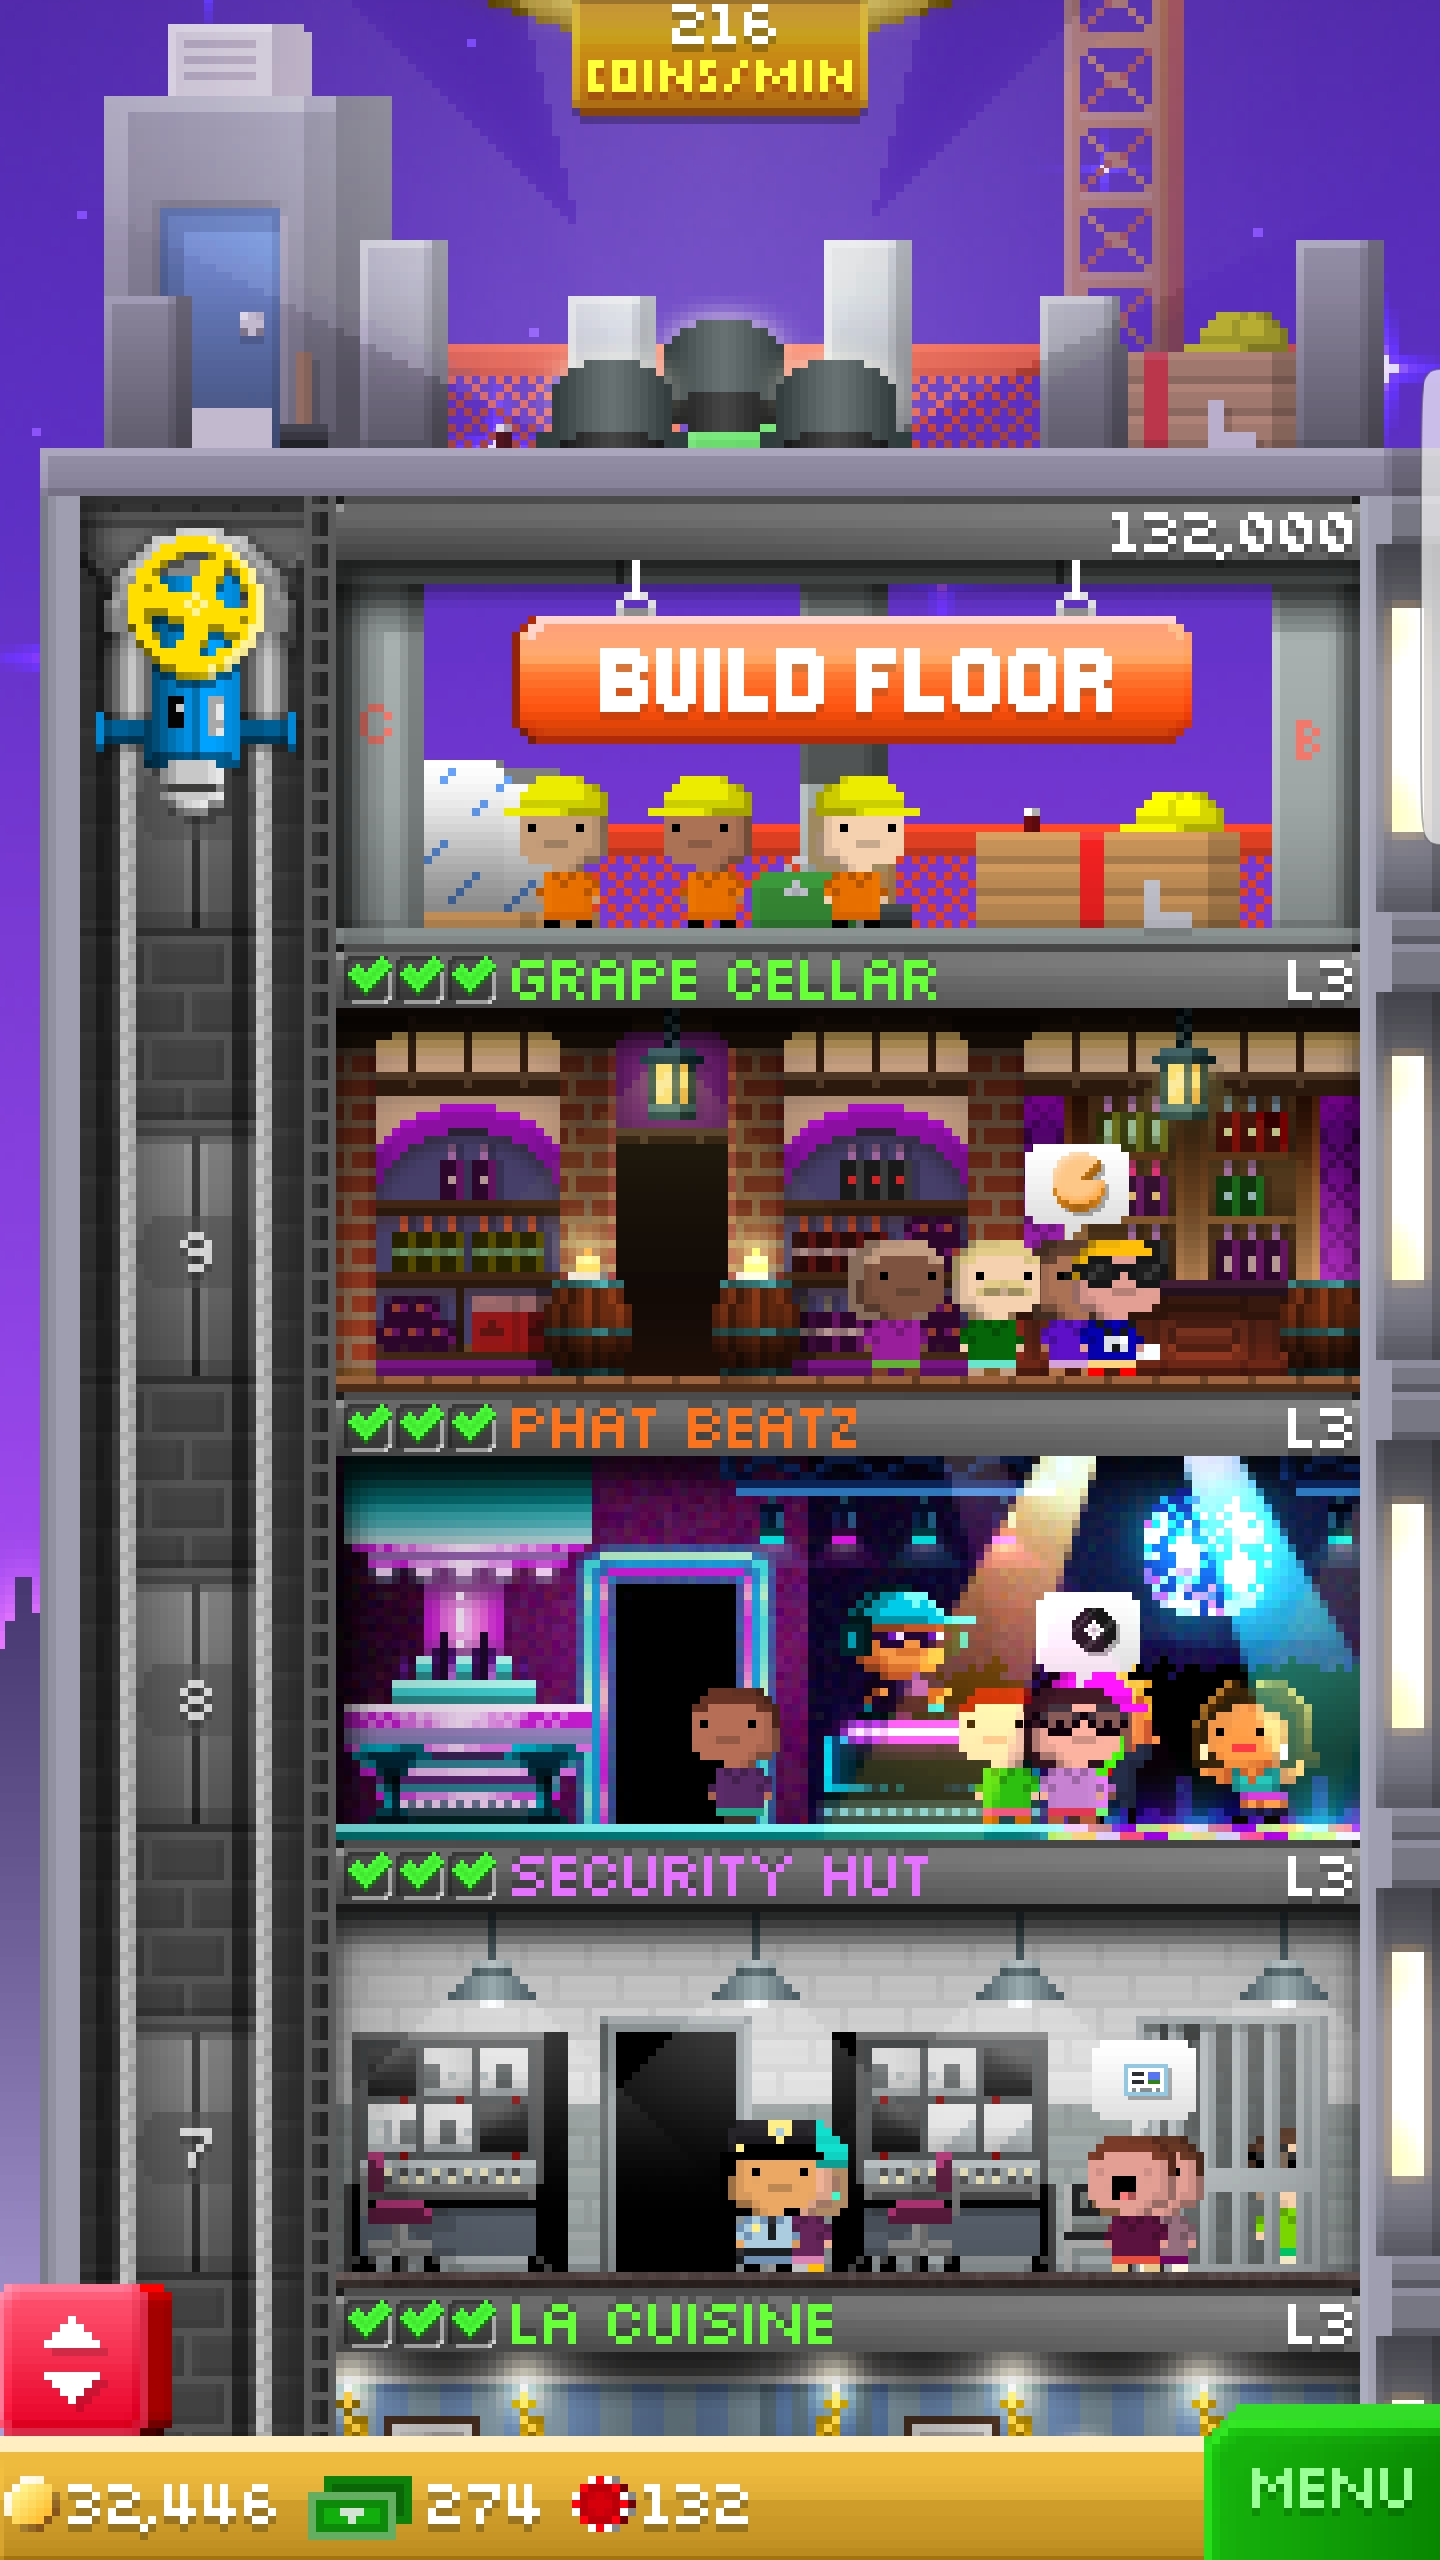 216
COINS/MIN
132,000
BUILD FLOOR
C
B
GRAPE CELLAR L3
9
PHAT BEATZ L3
8
SECURITY HUT L3
7
LA CUISINE L3
32,446 274 132
MENU